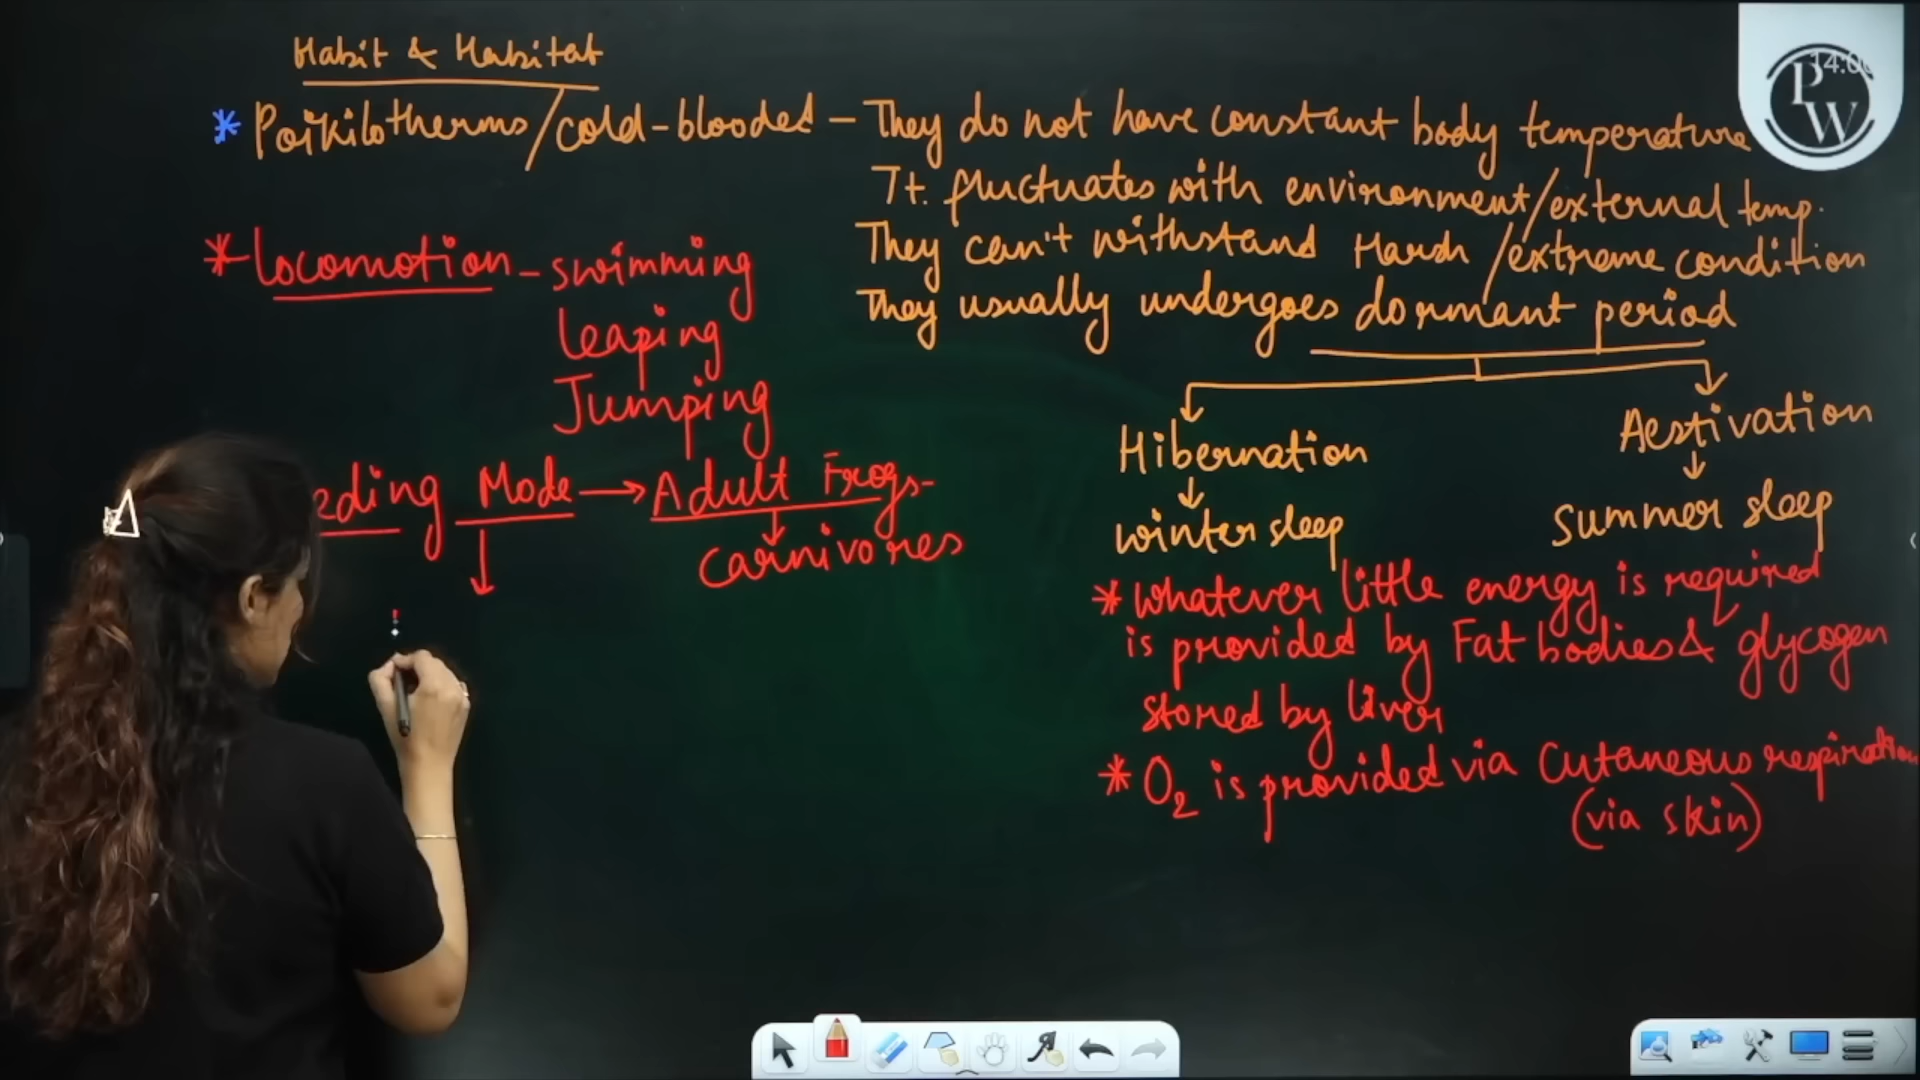 Habit & Habitat
* Poikilotherms/cold-blooded - They do not have constant body temperature
It fluctuates with environment/external temp.
They can't withstand Harsh/extreme condition
They usually undergoes dormant period
Hibernation
Aestivation
winter sleep
Summer sleep
* Whatever little energy is required
is provided by Fat bodies & glycogen
stored by liver
* O2 is provided via Cutaneous respiration
(via skin)
* Locomotion - swimming
Leaping
Jumping
eding Mode → Adult Frogs-
Carnivores
PW